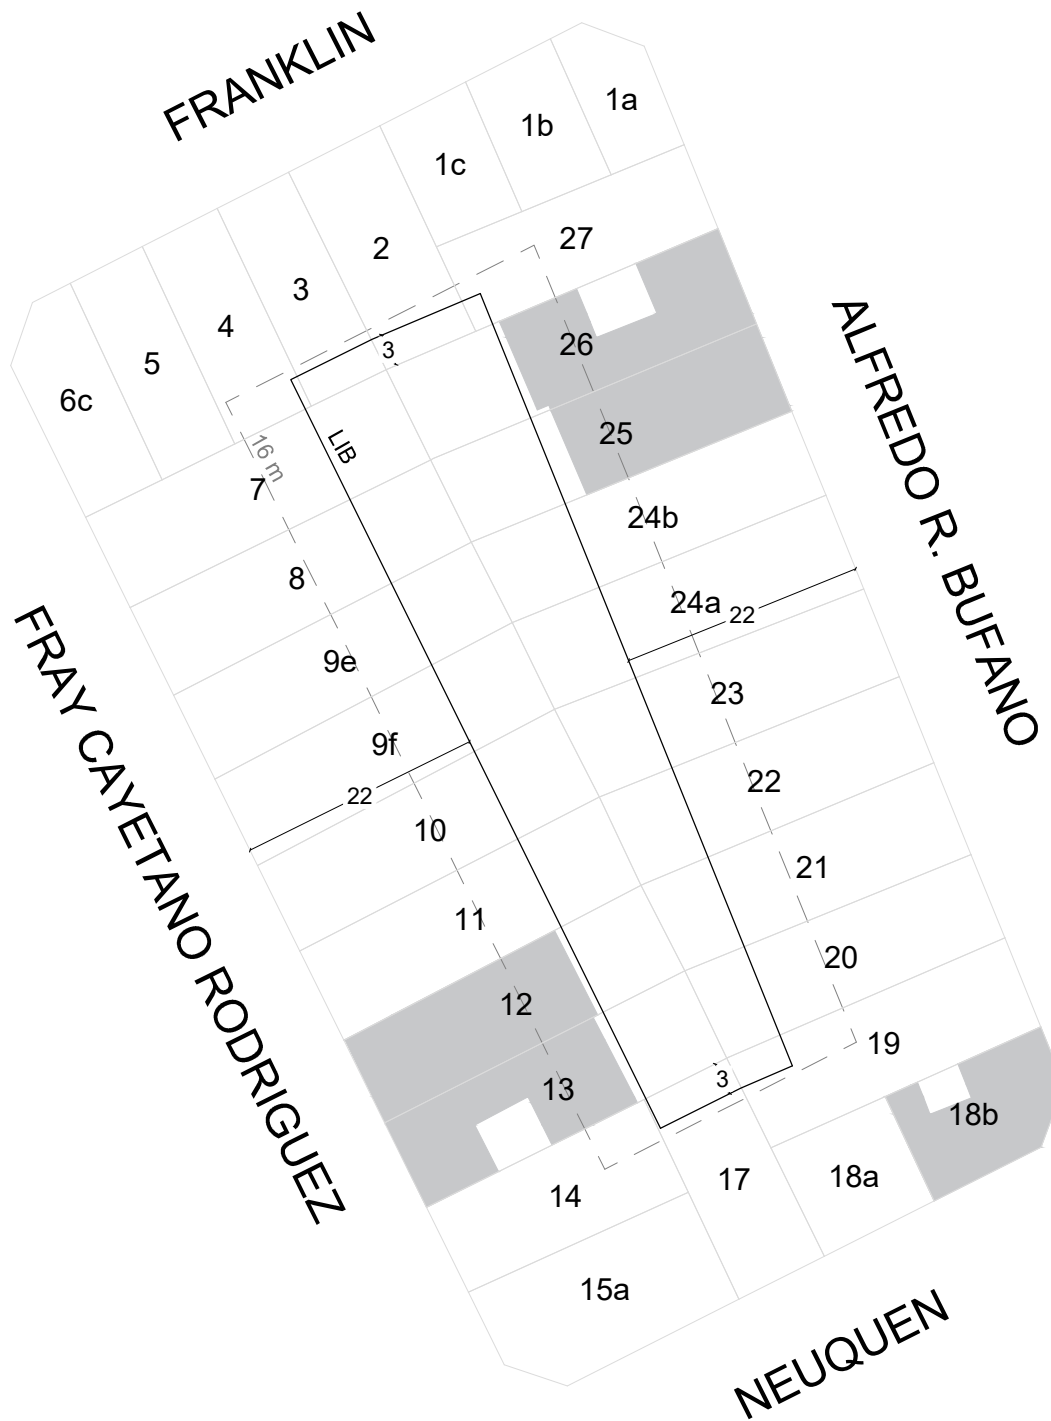 FRANKLIN
1a
1b
1c
2
3
4
5
6c
27
26
25
24b
24a
22
23
22
21
20
19
18b
18a
17
3
3
LIB
16 m
7
8
9e
9f
22
10
11
12
13
14
15a
ALFREDO R. BUFANO
FRAY CAYETANO RODRIGUEZ
NEUQUEN